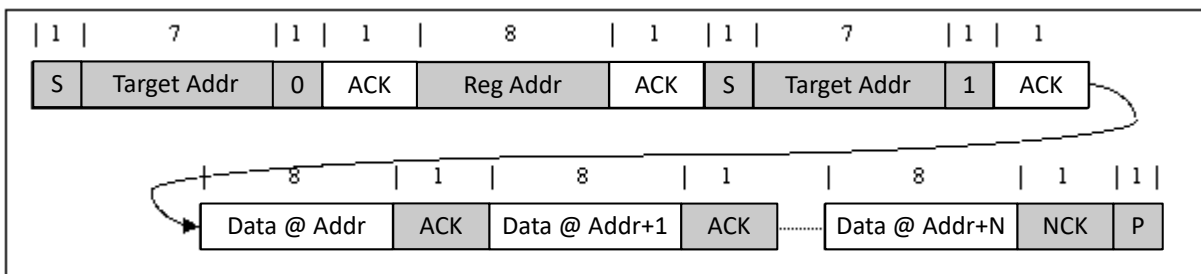 | 1 | 7 | 1 | 1 | 8 | 1 | 1 | 7 | 1 | 1
S Target Addr 0 ACK Reg Addr ACK S Target Addr 1 ACK
| 8 | 1 | 8 | 1 | 8 | 1 | 1 |
Data @ Addr ACK Data @ Addr+1 ACK Data @ Addr+N NCK P